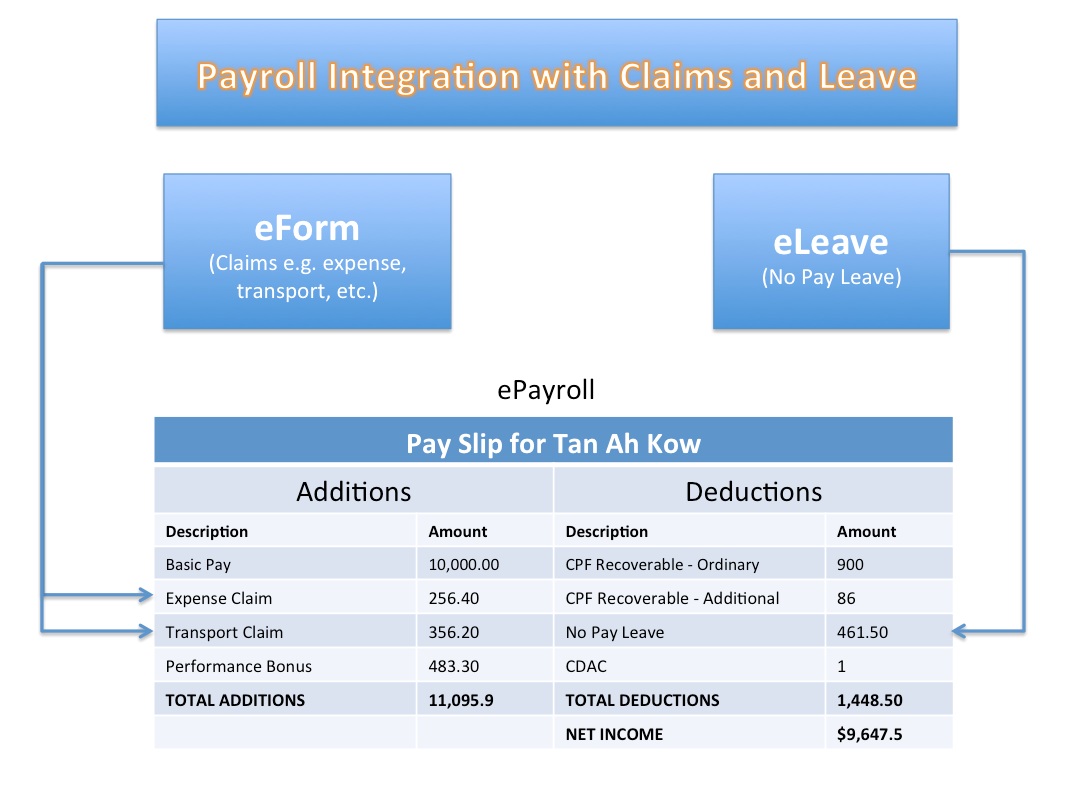 Payroll Integration with Claims and Leave
eForm
(Claims e.g. expense,
transport, etc.)
eLeave
(No Pay Leave)
ePayroll
Pay Slip for Tan Ah Kow
Additions Deductions
Description Amount Description Amount
Basic Pay 10,000.00 CPF Recoverable - Ordinary 900
Expense Claim 256.40 CPF Recoverable - Additional 86
Transport Claim 356.20 No Pay Leave 461.50
Performance Bonus 483.30 CDAC 1
TOTAL ADDITIONS 11,095.9 TOTAL DEDUCTIONS 1,448.50
NET INCOME $9,647.5